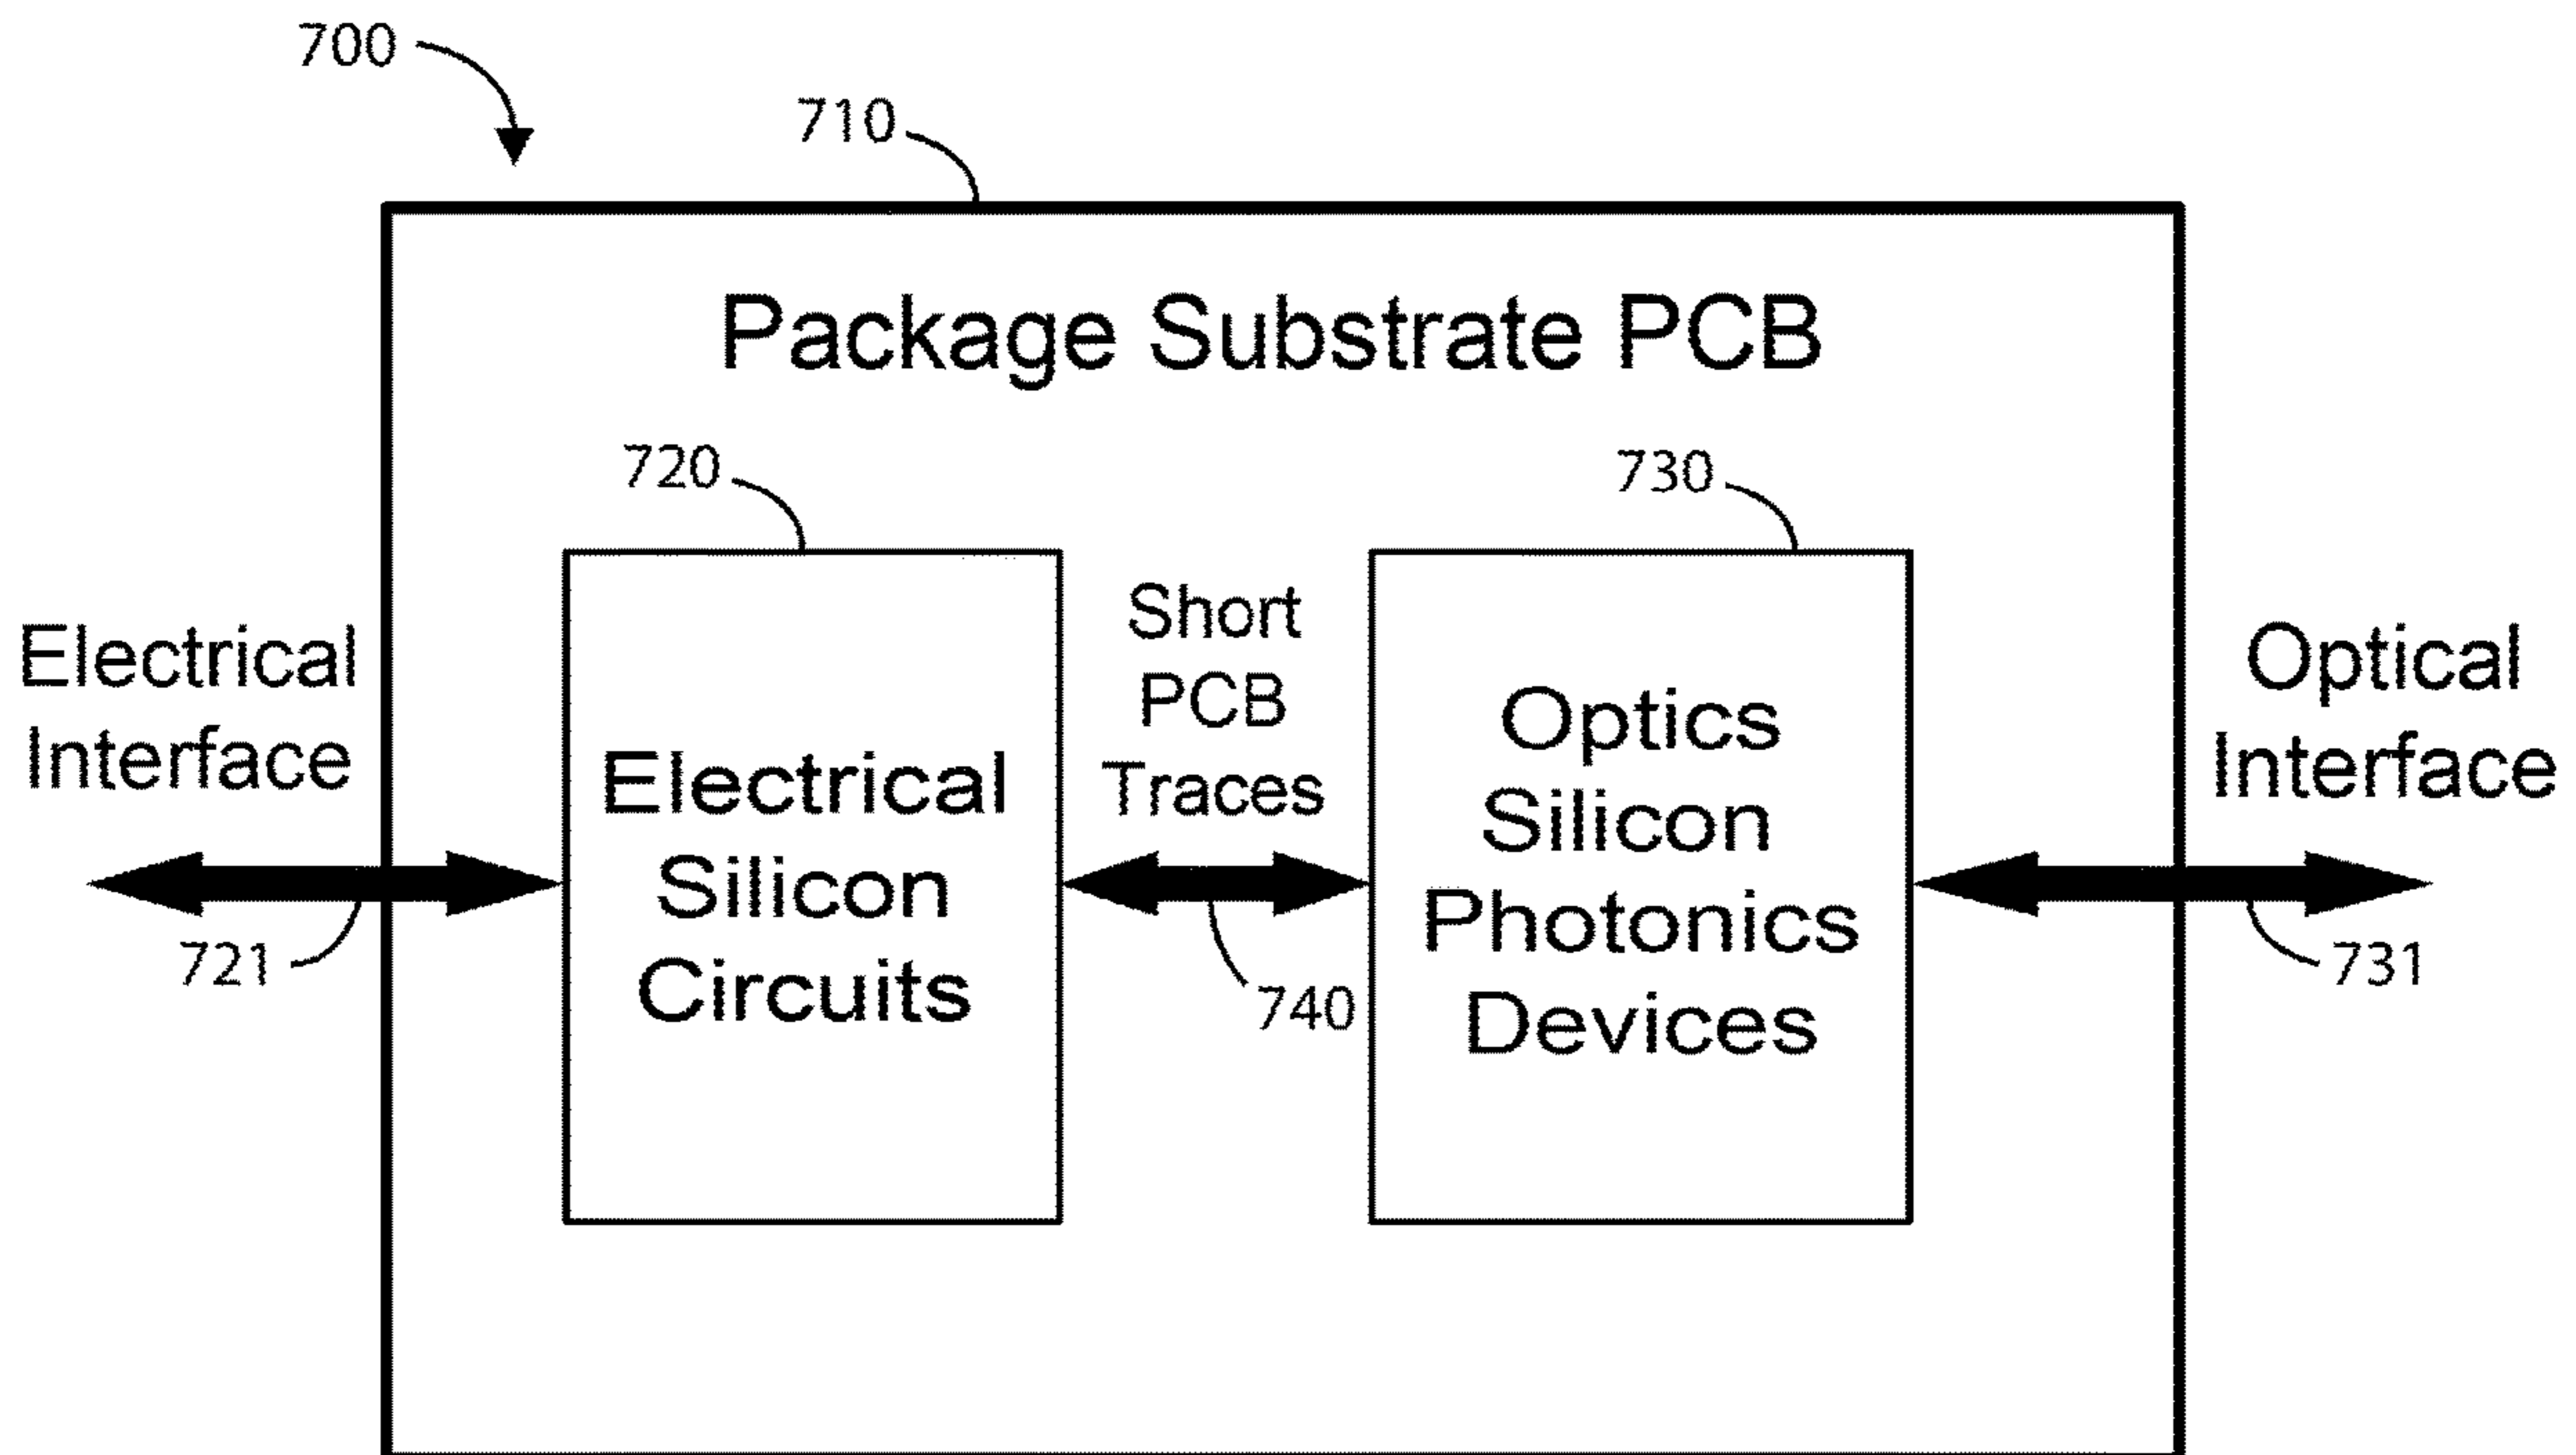 700
710
Package Substrate PCB
720
730
Electrical
Interface
721
Electrical
Silicon
Circuits
Short
PCB
Traces
740
Optics
Silicon
Photonics
Devices
Optical
Interface
731